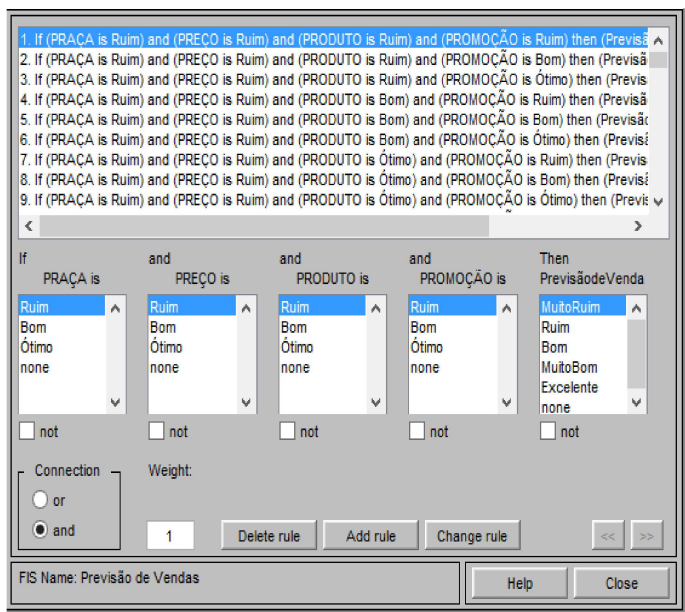 1. If (PRAÇA is Ruim) and (PREÇO is Ruim) and (PRODUTO is Ruim) and (PROMOÇÃO is Ruim) then (Previsã
2. If (PRAÇA is Ruim) and (PREÇO is Ruim) and (PRODUTO is Ruim) and (PROMOÇÃO is Bom) then (Previsã
3. If (PRAÇA is Ruim) and (PREÇO is Ruim) and (PRODUTO is Ruim) and (PROMOÇÃO is Ótimo) then (Previs
4. If (PRAÇA is Ruim) and (PREÇO is Ruim) and (PRODUTO is Bom) and (PROMOÇÃO is Ruim) then (Previsã
5. If (PRAÇA is Ruim) and (PREÇO is Ruim) and (PRODUTO is Bom) and (PROMOÇÃO is Bom) then (Previsão
6. If (PRAÇA is Ruim) and (PREÇO is Ruim) and (PRODUTO is Bom) and (PROMOÇÃO is Ótimo) then (Previsã
7. If (PRAÇA is Ruim) and (PREÇO is Ruim) and (PRODUTO is Ótimo) and (PROMOÇÃO is Ruim) then (Previs
8. If (PRAÇA is Ruim) and (PREÇO is Ruim) and (PRODUTO is Ótimo) and (PROMOÇÃO is Bom) then (Previsã
9. If (PRAÇA is Ruim) and (PREÇO is Ruim) and (PRODUTO is Ótimo) and (PROMOÇÃO is Ótimo) then (Previs
If and and and Then
PRAÇA is PREÇO is PRODUTO is PROMOÇÃO is PrevisãodeVenda
Ruim Ruim Ruim Ruim MuitoRuim
Bom Bom Bom Bom Ruim
Ótimo Ótimo Ótimo Ótimo Bom
none none none none MuitoBom
Excelente
none
not not not not not
Connection Weight:
or
and 1 Delete rule Add rule Change rule << >>
FIS Name: Previsão de Vendas Help Close